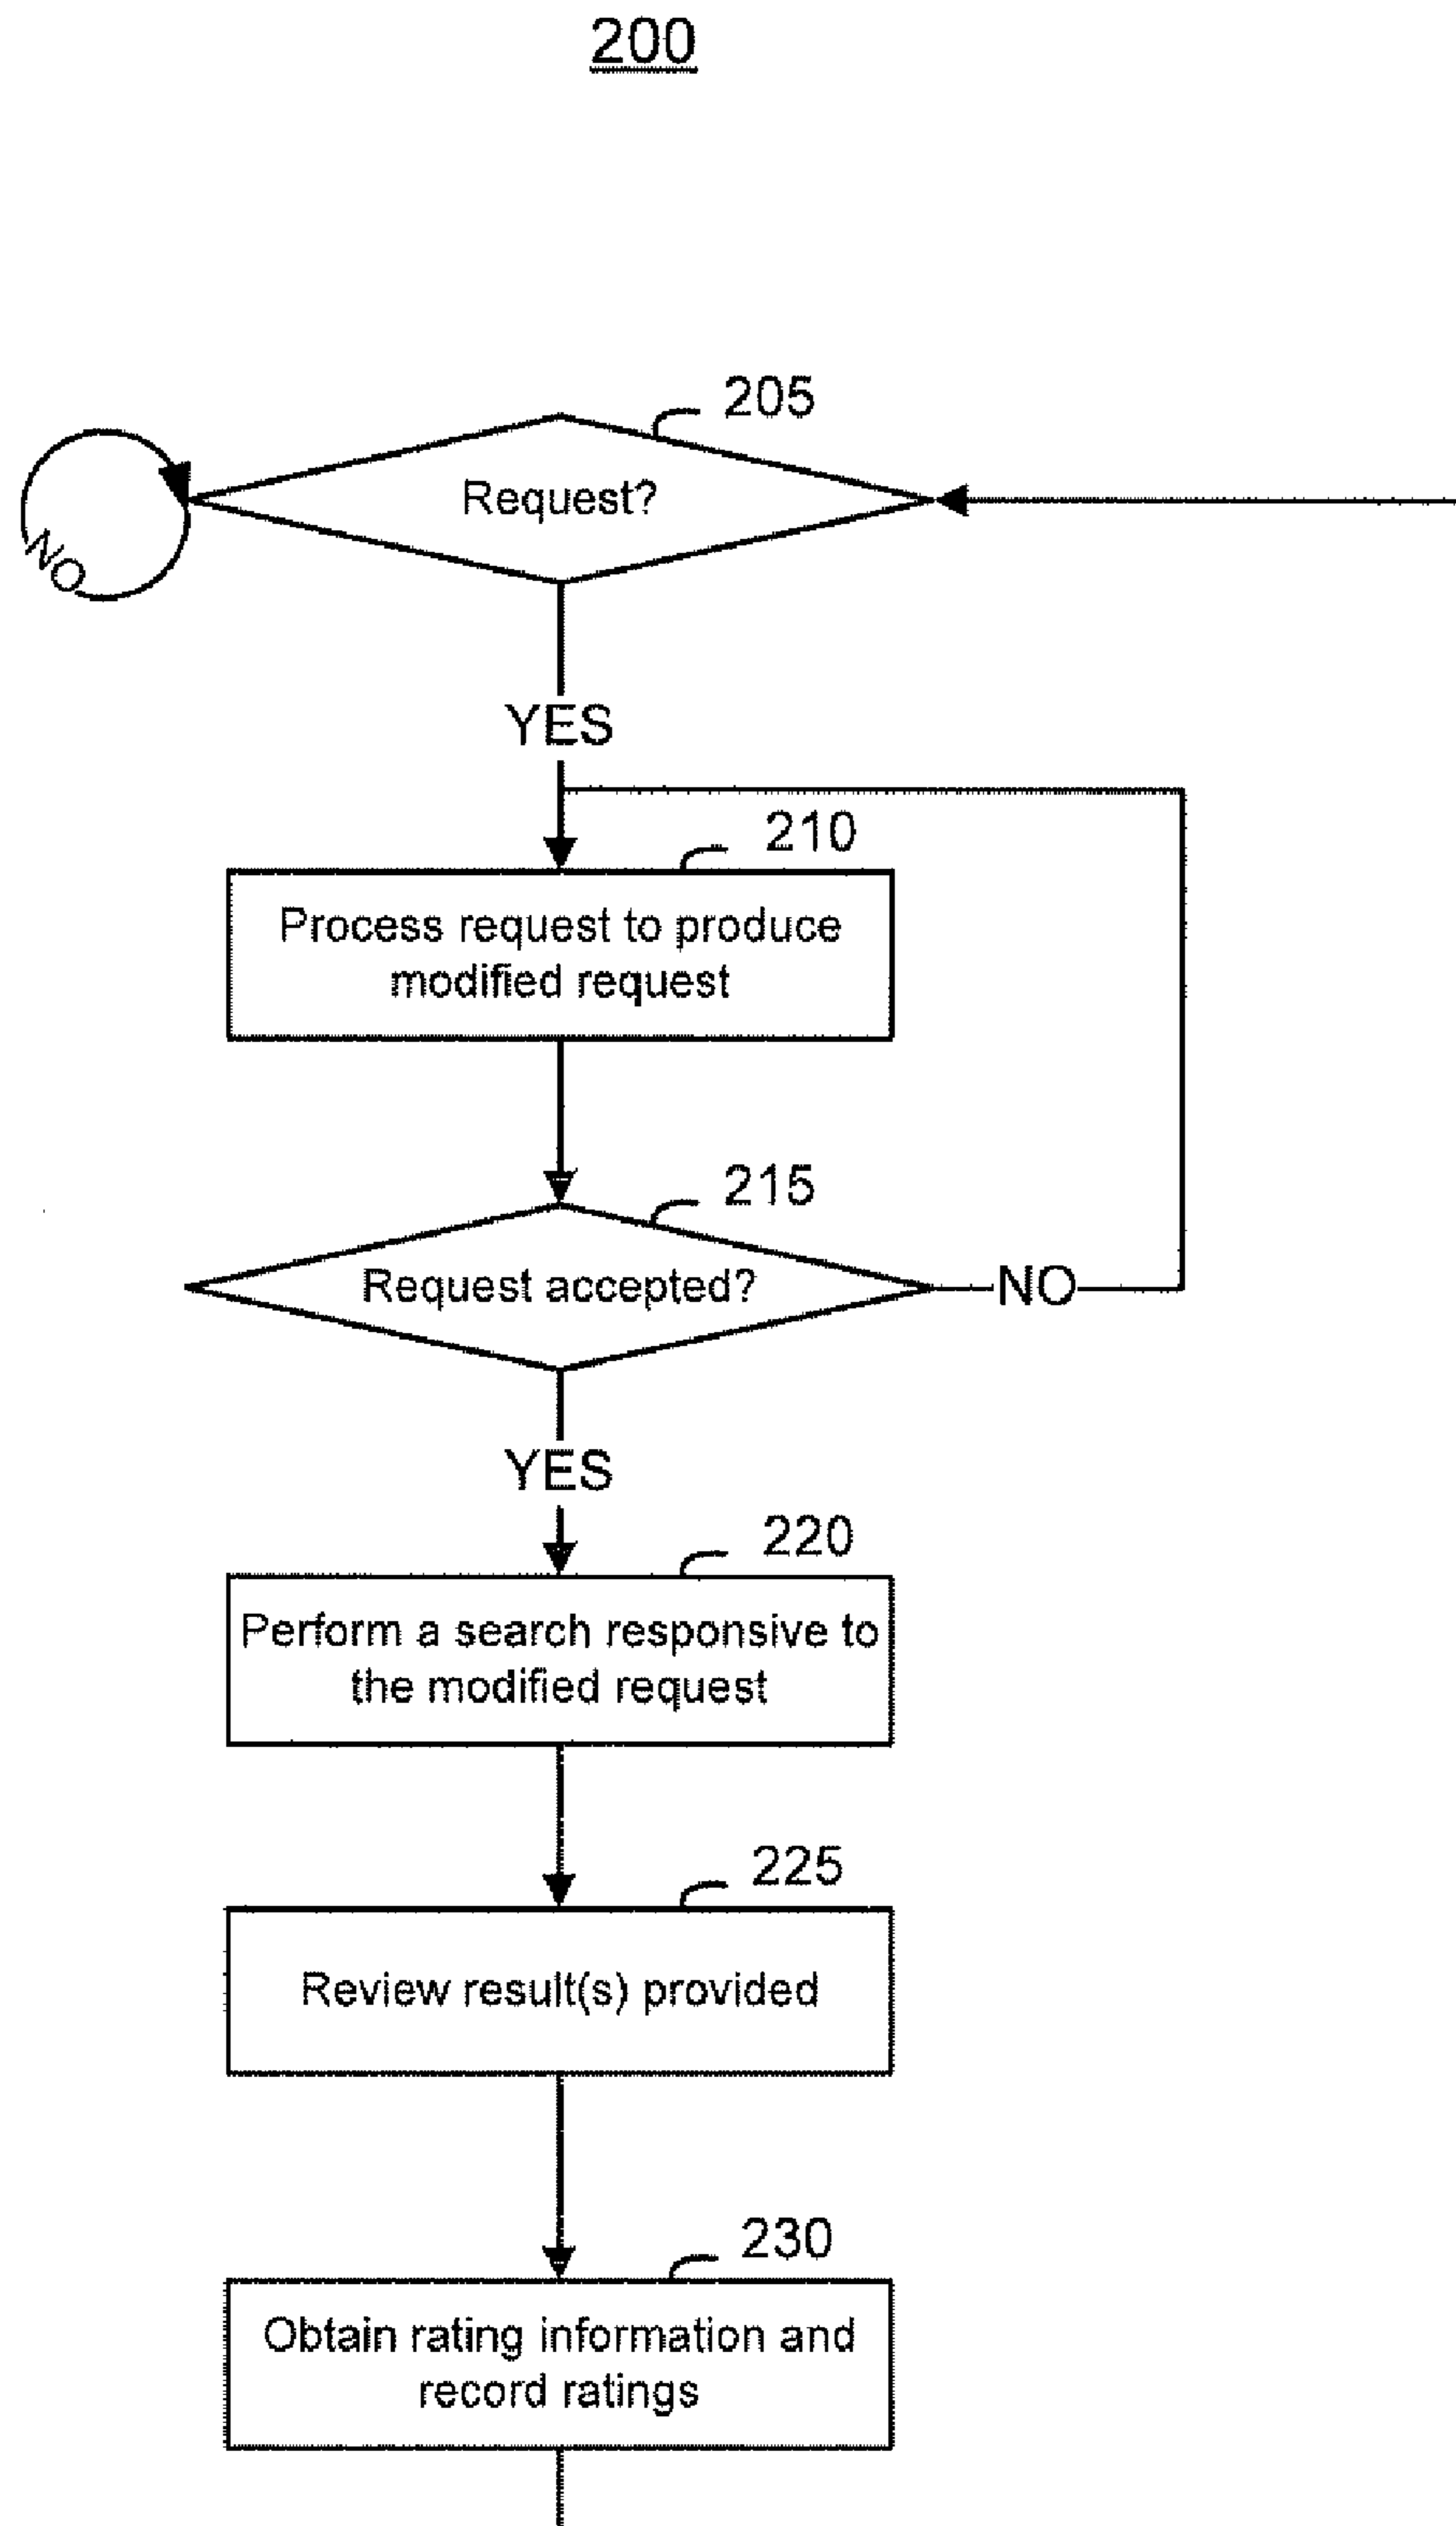 200
205
Request?
NO
YES
210
Process request to produce
modified request
215
Request accepted?
NO
YES
220
Perform a search responsive to
the modified request
225
Review result(s) provided
230
Obtain rating information and
record ratings